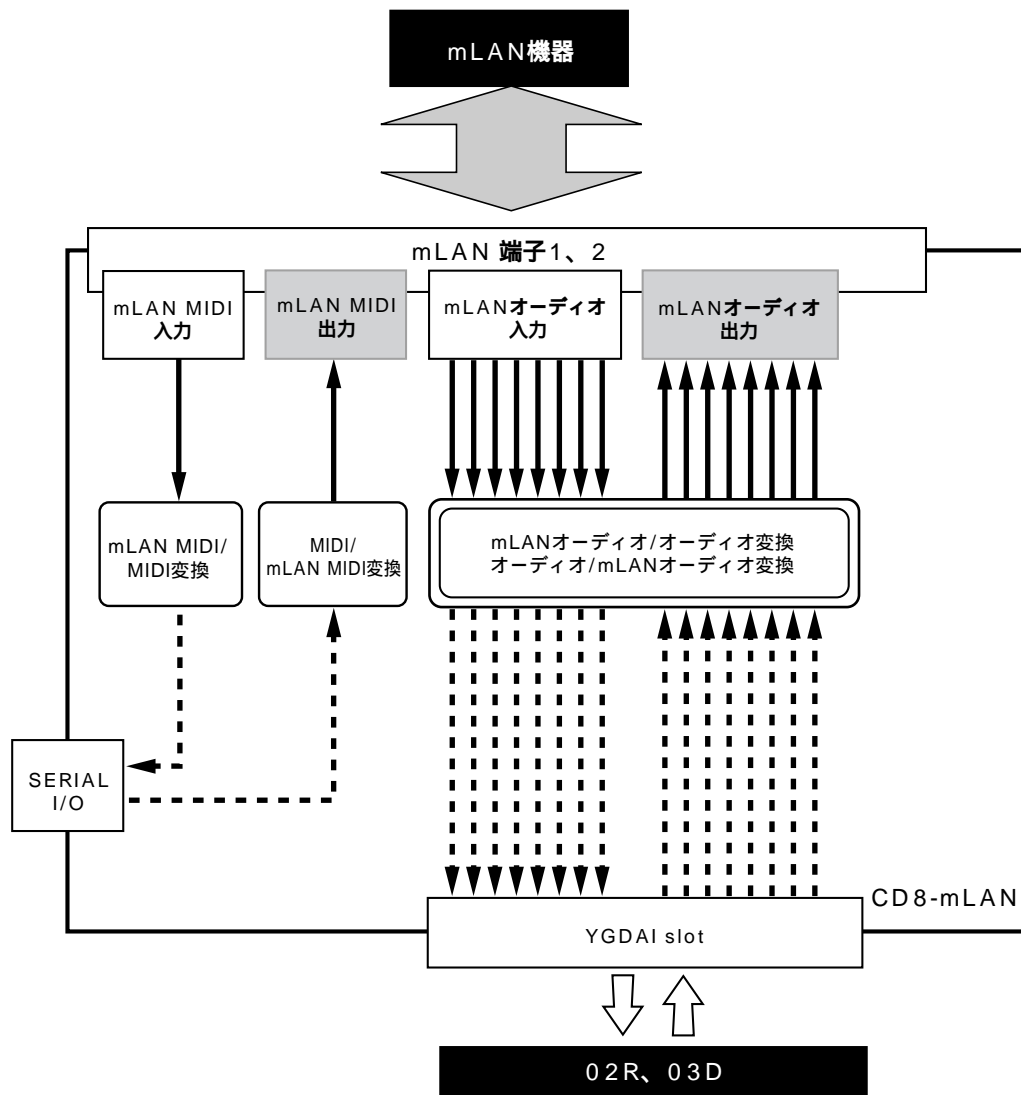 mLAN機器
mLAN 端子1、2
mLAN MIDI
入力
mLAN MIDI
出力
mLANオーディオ
入力
mLANオーディオ
出力
mLAN MIDI/
MIDI変換
MIDI/
mLAN MIDI変換
mLANオーディオ/オーディオ変換
オーディオ/mLANオーディオ変換
SERIAL
I/O
CD8-mLAN
YGDAI slot
02R、03D